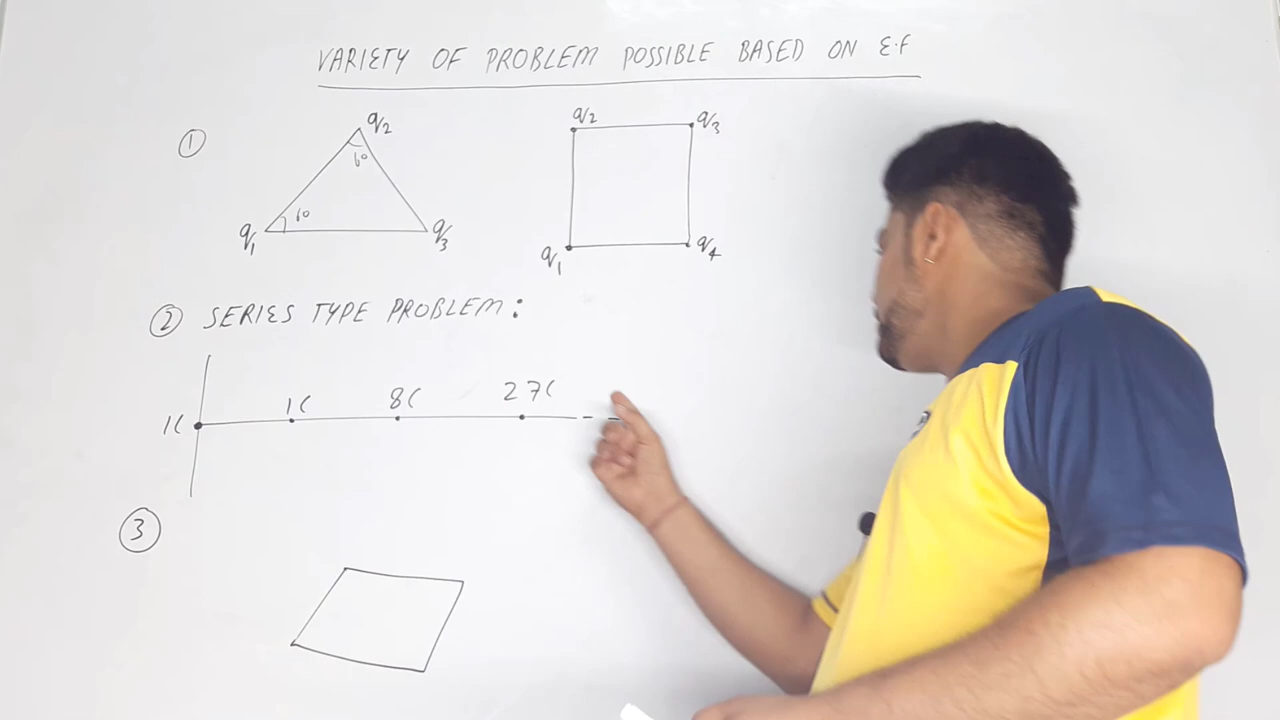 VARIETY OF PROBLEM POSSIBLE BASED ON E.F
①
q2
60
60
q1
q3
q2
q3
q1
q4
② SERIES TYPE PROBLEM:
1C
1C
8C
27C
③